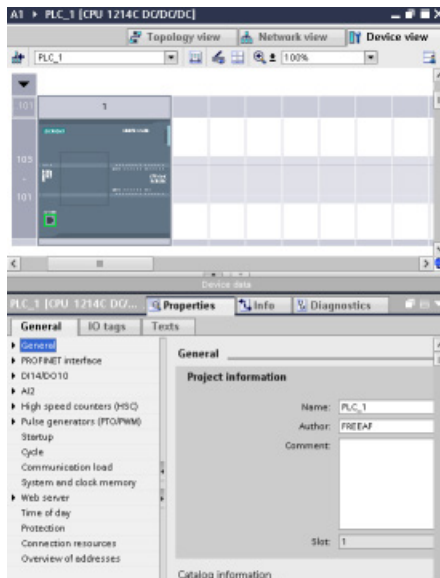 A1 ▸ PLC_1 [CPU 1214C DC/DC/DC]
Topology view Network view Device view
PLC_1 100%
101 1
103
101
Device data
PLC_1 [CPU 1214C DC/... Properties Info Diagnostics
General IO tags Texts
General
PROFINET interface
DI14/DO10
AI2
High speed counters (HSC)
Pulse generators (PTO/PWM)
Startup
Cycle
Communication load
System and clock memory
Web server
Time of day
Protection
Connection resources
Overview of addresses
General
Project information
Name: PLC_1
Author: FREEAF
Comment:
Slot: 1
Catalog information